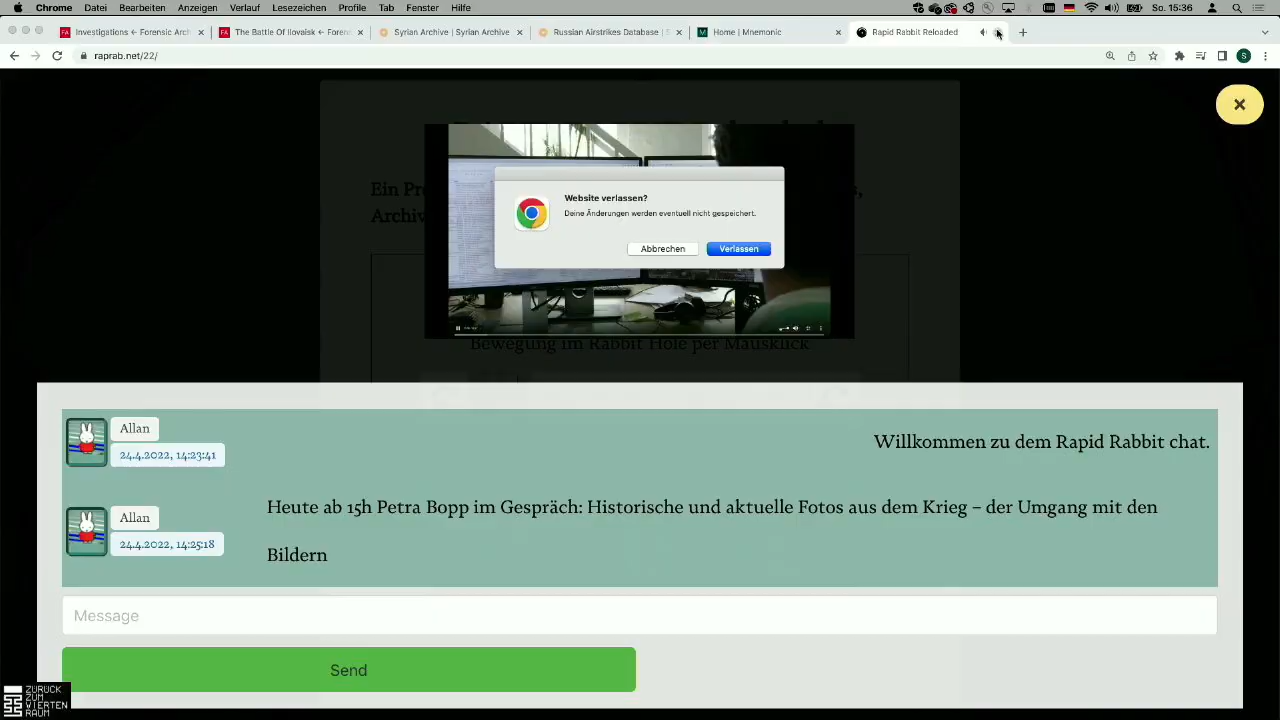 Chrome Ablage Bearbeiten Anzeigen Verlauf Lesezeichen Profile Tab Fenster Hilfe So. 15:36
Investigations ← Forensic Arch The Battle Of Ilovaisk ← Forens Syrian Archive | Syrian Archive Russian Airstrikes Database | S Home | Mnemonic Rapid Rabbit Reloaded
raprab.net/22/ S
Ein Pr
Archiv
Website verlassen?
Deine Änderungen werden eventuell nicht gespeichert.
Abbrechen Verlassen
Bewegung im Rabbit Hole per Mausklick
Allan
24.4.2022, 14:23:41
Willkommen zu dem Rapid Rabbit chat.
Allan
24.4.2022, 14:25:18
Heute ab 15h Petra Bopp im Gespräch: Historische und aktuelle Fotos aus dem Krieg – der Umgang mit den
Bildern
Message
Send
ZURÜCK
ZUM
VIERTEN
RAUM